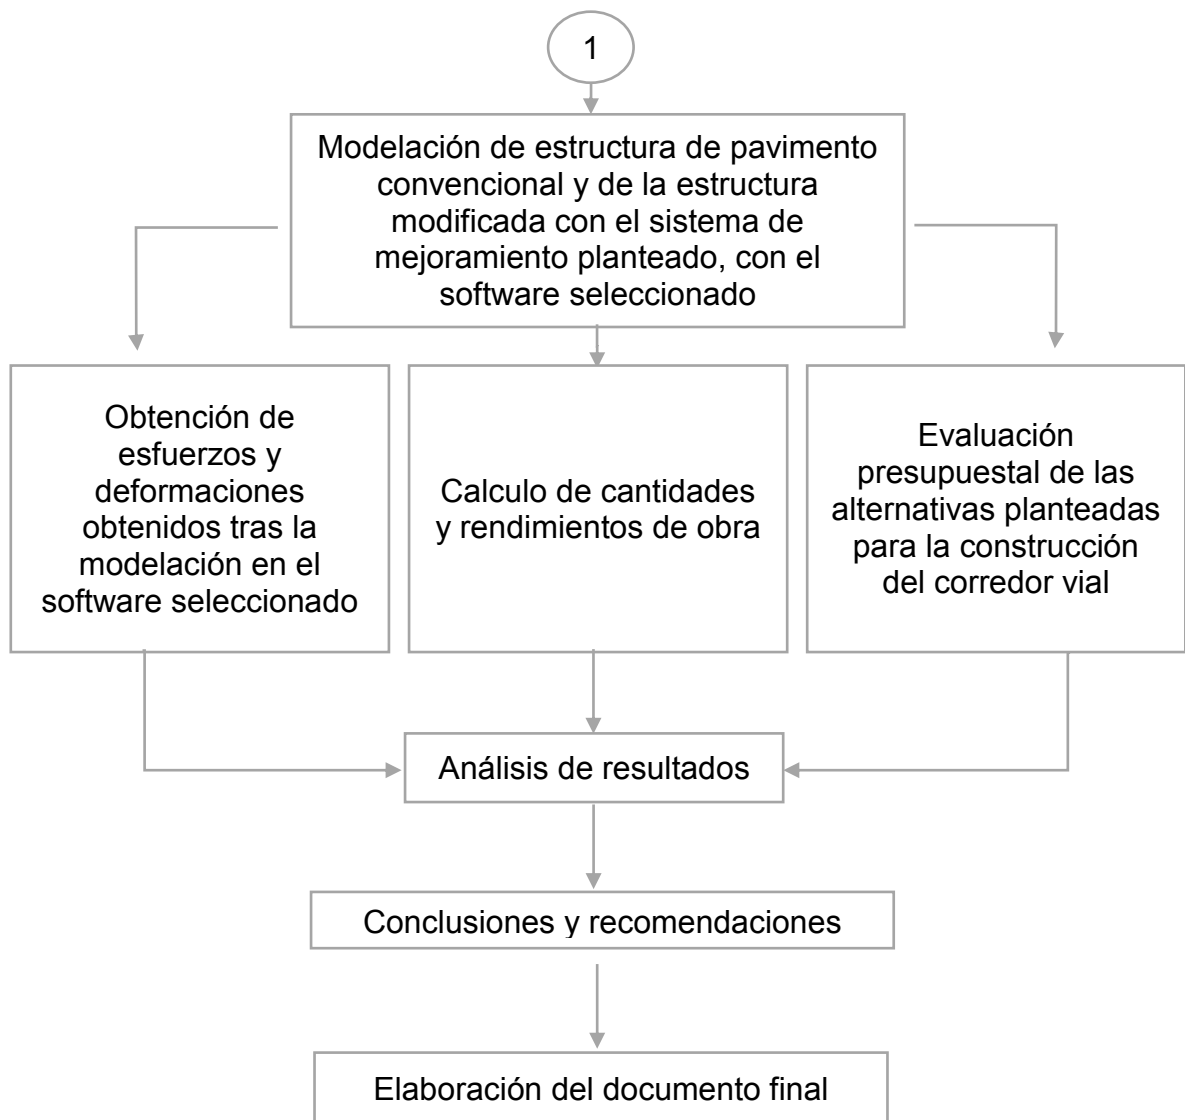 1
Modelación de estructura de pavimento
convencional y de la estructura
modificada con el sistema de
mejoramiento planteado, con el
software seleccionado
Obtención de
esfuerzos y
deformaciones
obtenidos tras la
modelación en el
software seleccionado
Calculo de cantidades
y rendimientos de obra
Evaluación
presupuestal de las
alternativas planteadas
para la construcción
del corredor vial
Análisis de resultados
Conclusiones y recomendaciones
Elaboración del documento final